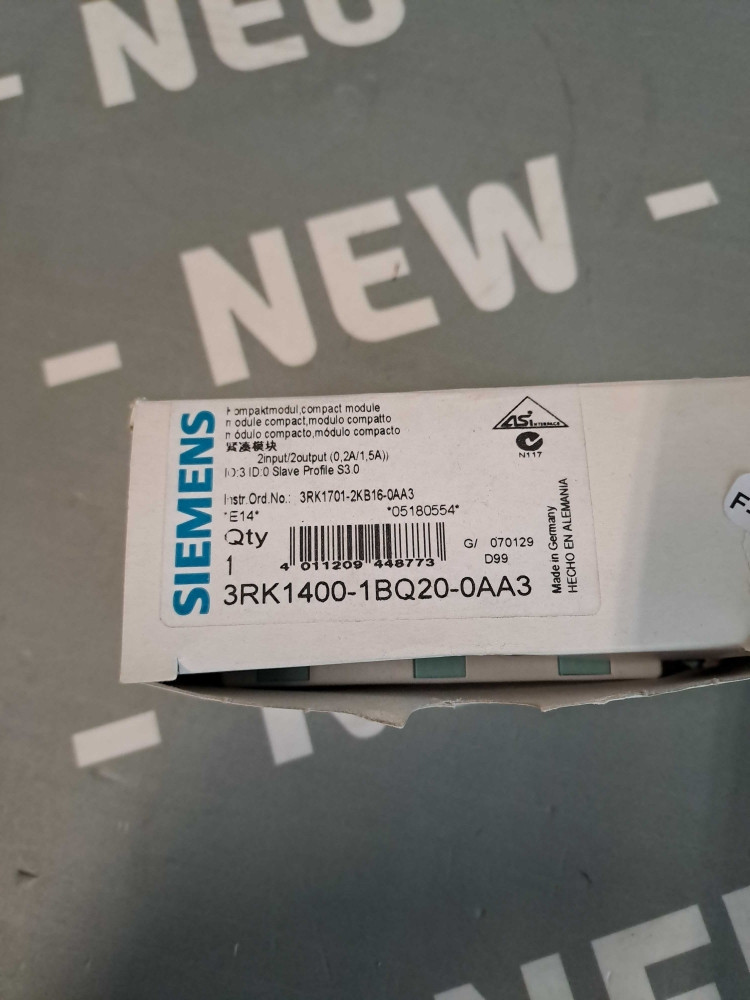 NEU
- NEW -
SIEMENS
Kompaktmodul,compact module
module compact,modulo compatto
módulo compacto,módulo compacto
紧凑模块
2input/2output (0,2A/1,5A))
IO:3 ID:0 Slave Profile S3.0
Instr.Ord.No.: 3RK1701-2KB16-0AA3
*E14* *05180554*
Qty
1
4 011209 448773
G/ 070129
D99
3RK1400-1BQ20-0AA3
ASi INTERFACE
N117
Made in Germany
HECHO EN ALEMANIA
- N
NEW